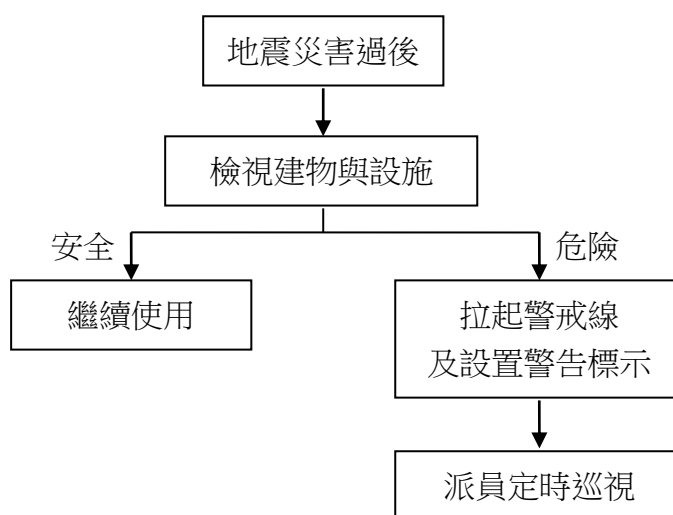 地震災害過後
檢視建物與設施
安全
危險
繼續使用
拉起警戒線
及設置警告標示
派員定時巡視